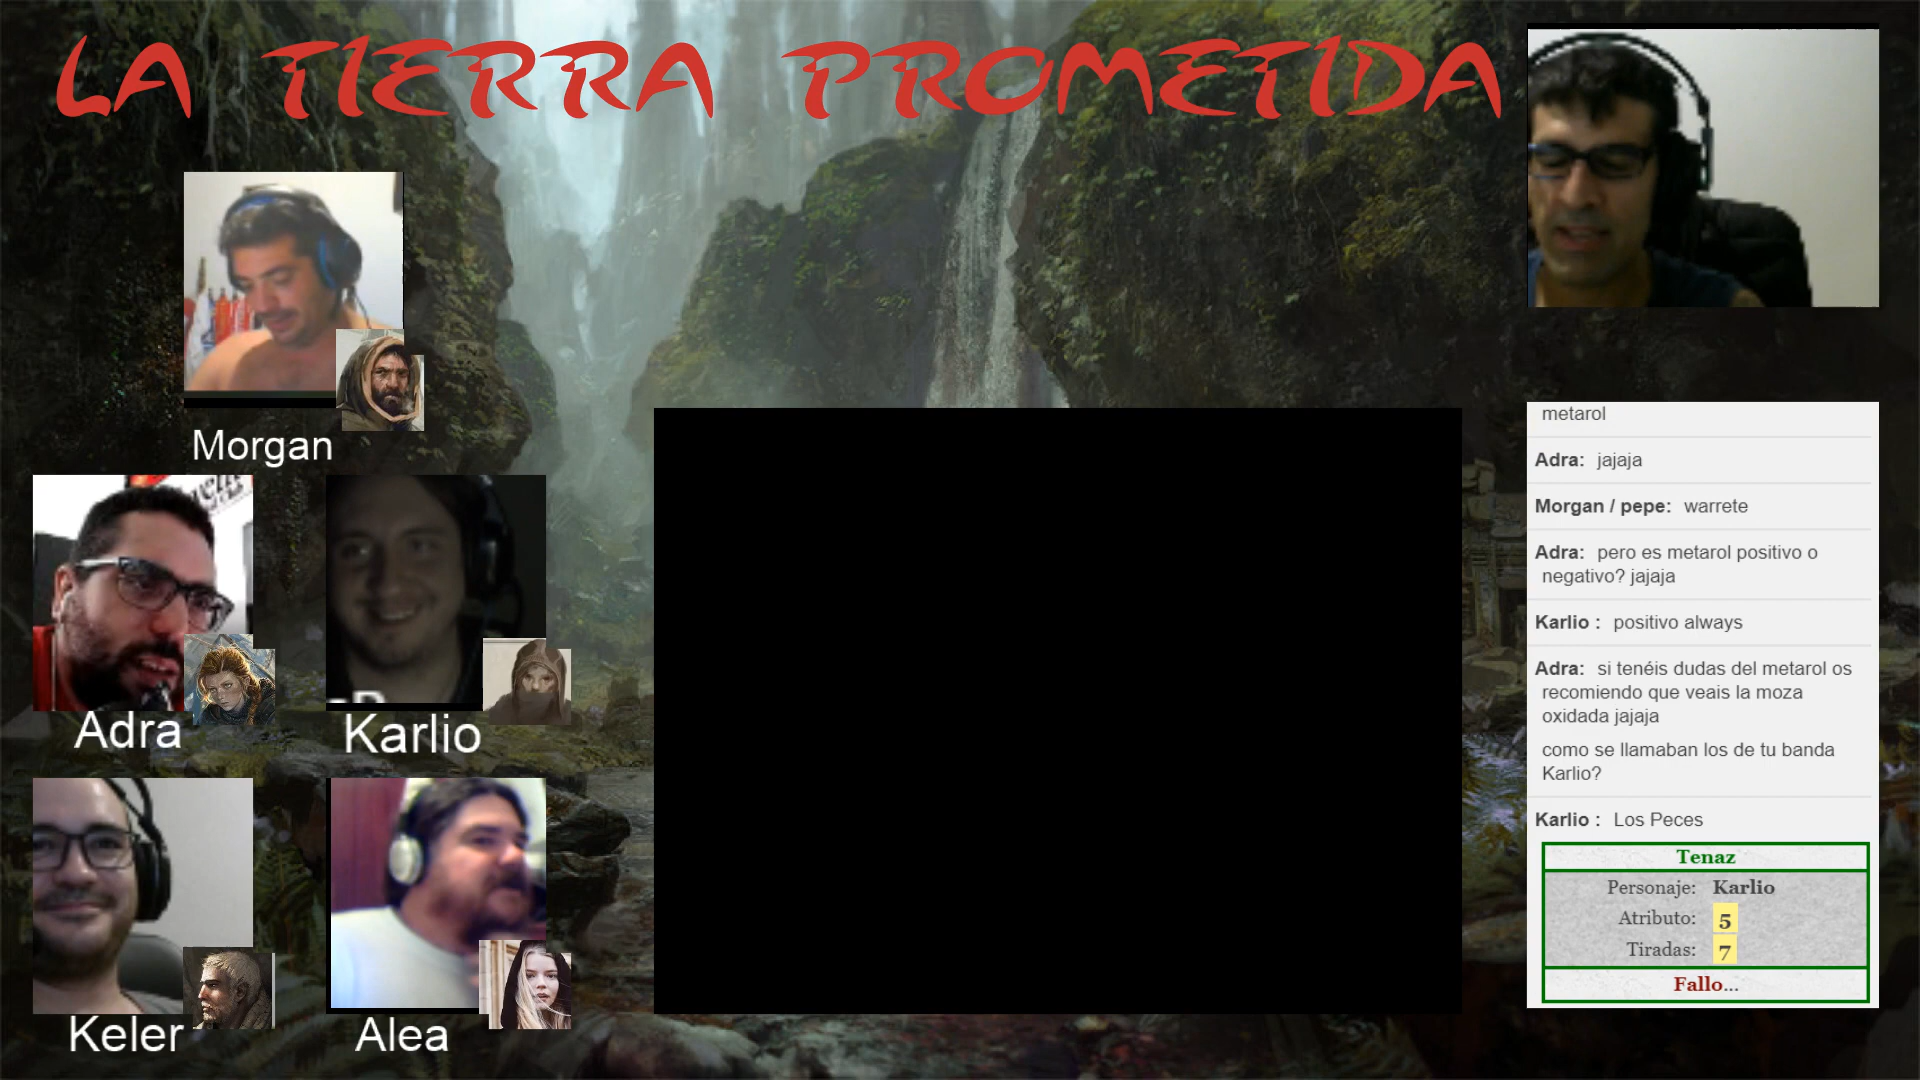 LA TIERRA PROMETIDA
Morgan
Adra
Karlio
Keler
Alea
metarol
Adra: jajaja
Morgan / pepe: warrete
Adra: pero es metarol positivo o
negativo? jajaja
Karlio : positivo always
Adra: si tenéis dudas del metarol os
recomiendo que veais la moza
oxidada jajaja
como se llamaban los de tu banda
Karlio?
Karlio : Los Peces
Tenaz
Personaje: Karlio
Atributo: 5
Tiradas: 7
Fallo...